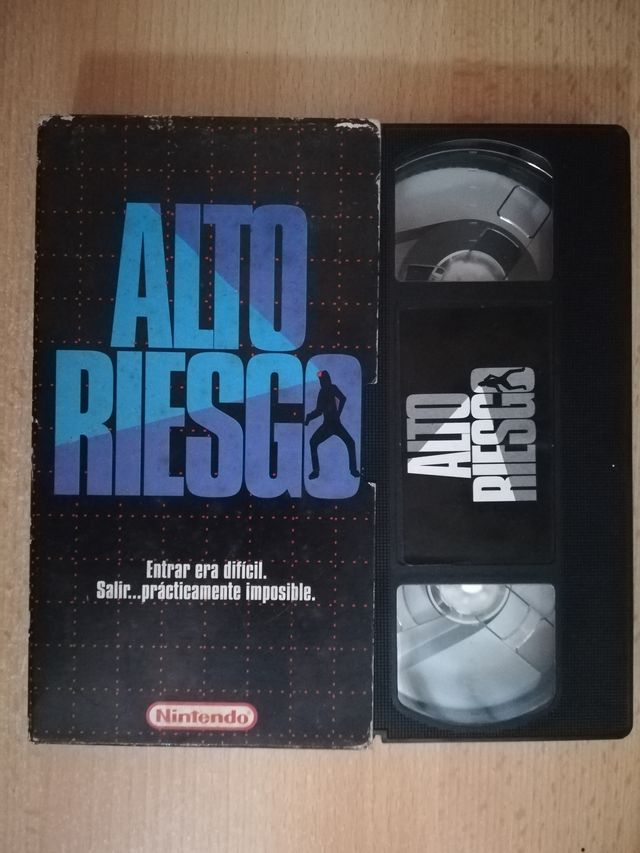 ALTO
RIESGO
Entrar era difícil.
Salir...prácticamente imposible.
Nintendo
ALTO
RIESGO